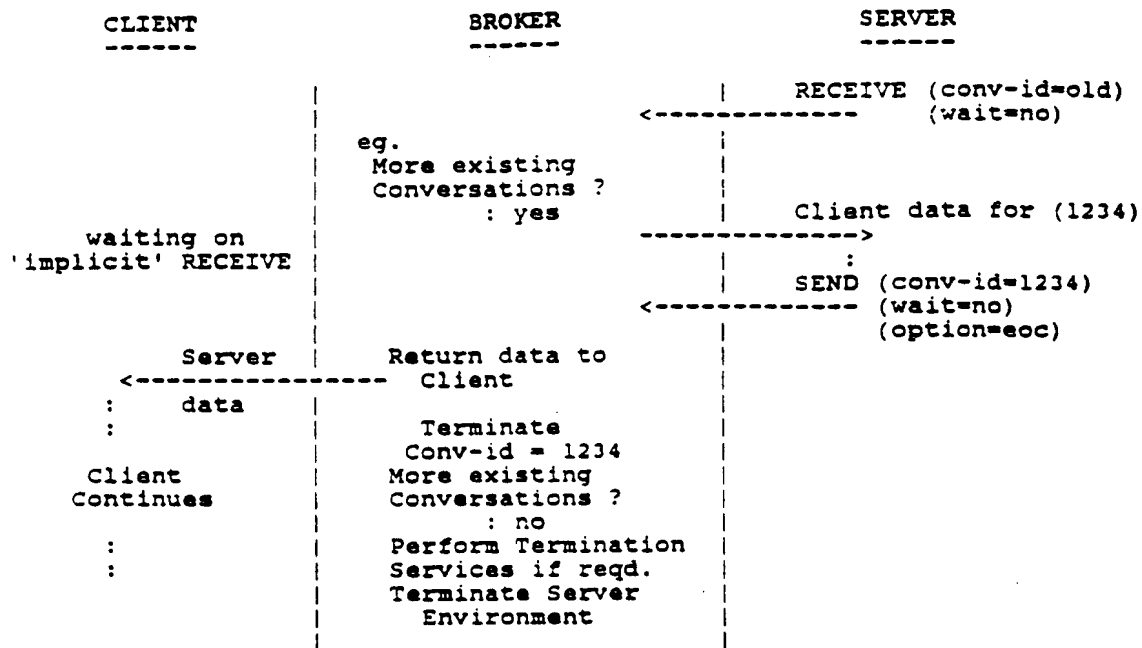 CLIENT BROKER SERVER
------ ------ ------
RECEIVE (conv-id=old)
<------------- (wait=no)
eg.
More existing
Conversations ?
: yes Client data for (1234)
waiting on -------------->
'implicit' RECEIVE :
SEND (conv-id=1234)
<------------- (wait=no)
(option=eoc)
Server Return data to
<----------------- Client
: data
: Terminate
Conv-id = 1234
Client More existing
Continues Conversations ?
: no
: Perform Termination
: Services if reqd.
Terminate Server
Environment